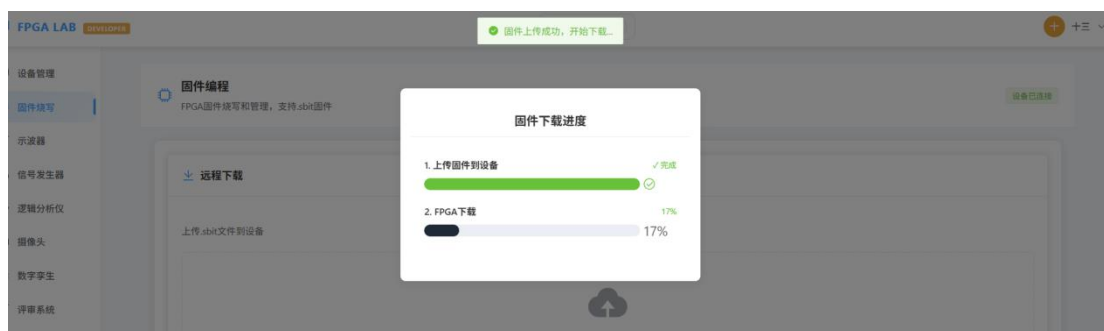 FPGA LAB DEVELOPER
固件上传成功，开始下载...
十三
设备管理
固件烧写
示波器
信号发生器
逻辑分析仪
摄像头
数字孪生
评审系统
固件编程
FPGA固件烧写和管理，支持.sbit固件
设备已连接
远程下载
上传.sbit文件到设备
固件下载进度
1. 上传固件到设备
✓ 完成
2. FPGA下载
17%
17%